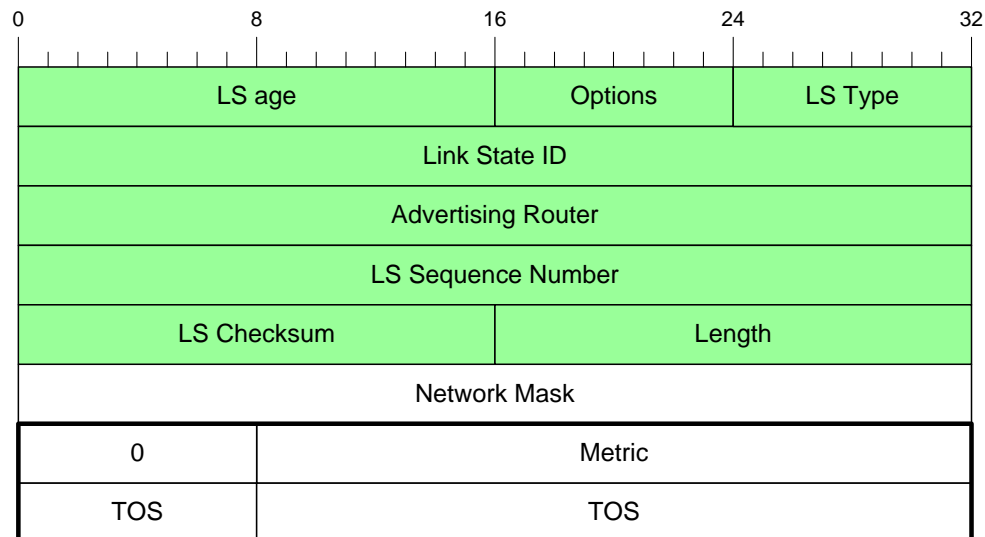 0 8 16 24 32
LS age Options LS Type
Link State ID
Advertising Router
LS Sequence Number
LS Checksum Length
Network Mask
0 Metric
TOS TOS